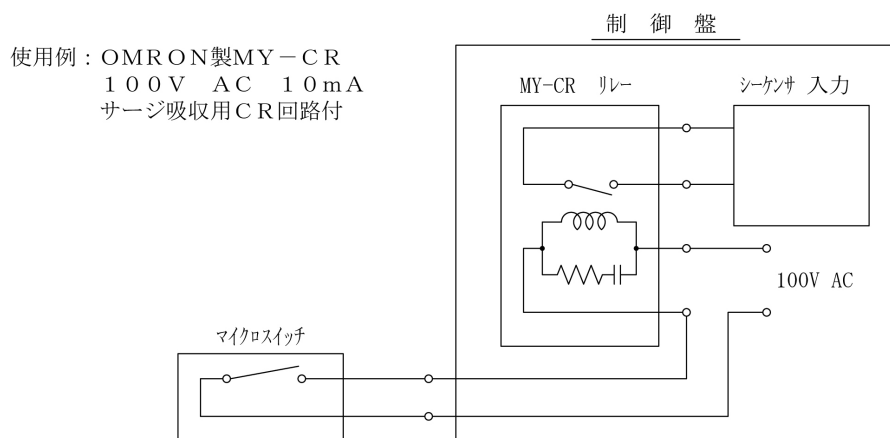 制御盤
使用例：OMRON製MY－CR
100V AC 10mA
サージ吸収用CR回路付
MY-CR ﾘﾚｰ
ｼｰｹﾝｻ 入力
100V AC
ﾏｲｸﾛｽｲｯﾁ